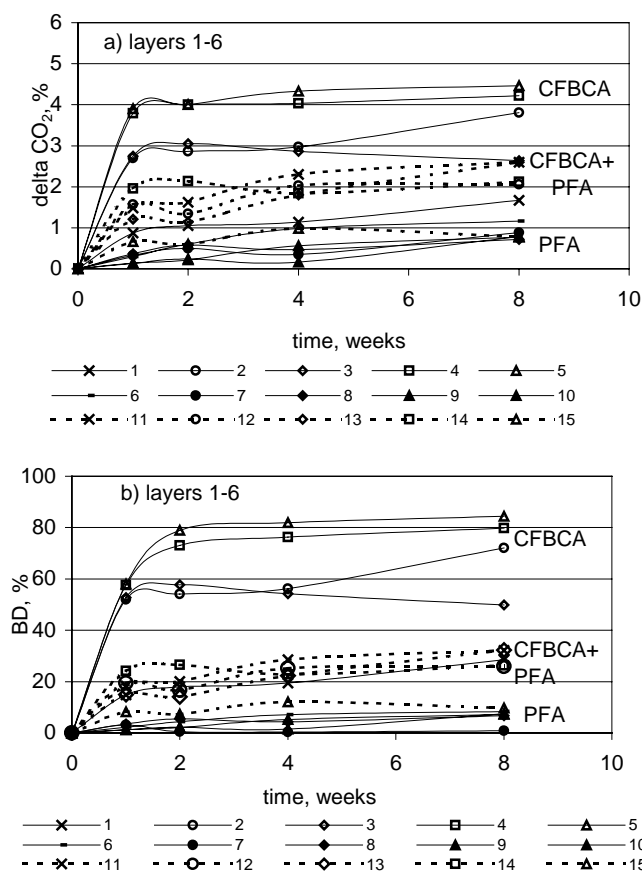 6
a) layers 1-6
5
4
3
2
1
0
delta CO2, %
CFBCA
CFBCA+
PFA
PFA
0 2 4 6 8 10
time, weeks
1 2 3 4 5
6 7 8 9 10
11 12 13 14 15
100
b) layers 1-6
80
60
40
20
0
BD, %
CFBCA
CFBCA+
PFA
PFA
0 2 4 6 8 10
time, weeks
1 2 3 4 5
6 7 8 9 10
11 12 13 14 15